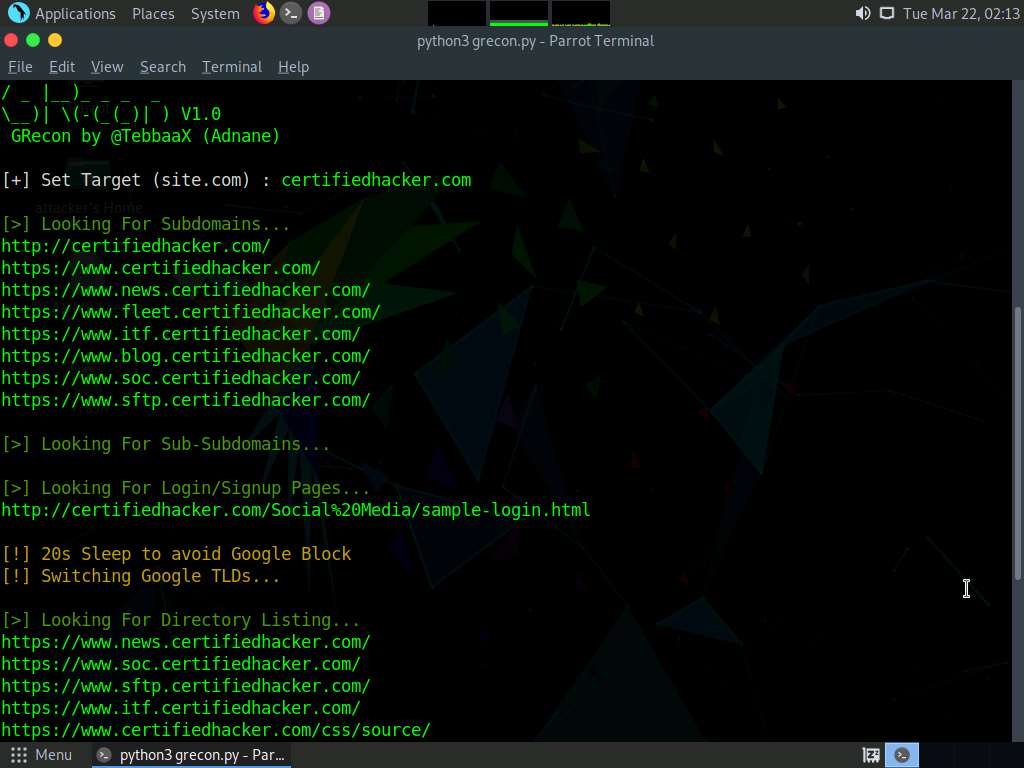 Applications Places System Tue Mar 22, 02:13
python3 grecon.py - Parrot Terminal
File Edit View Search Terminal Help
/ _ |__)_ _ _  _
\__)| \(-(_(_)| ) V1.0
GRecon by @TebbaaX (Adnane)
[+] Set Target (site.com) : certifiedhacker.com
attacker's Home
[>] Looking For Subdomains...
http://certifiedhacker.com/
https://www.certifiedhacker.com/
https://www.news.certifiedhacker.com/
https://www.fleet.certifiedhacker.com/
https://www.itf.certifiedhacker.com/
https://www.blog.certifiedhacker.com/
https://www.soc.certifiedhacker.com/
https://www.sftp.certifiedhacker.com/
[>] Looking For Sub-Subdomains...
[>] Looking For Login/Signup Pages...
http://certifiedhacker.com/Social%20Media/sample-login.html
[!] 20s Sleep to avoid Google Block
[!] Switching Google TLDs...
[>] Looking For Directory Listing...
https://www.news.certifiedhacker.com/
https://www.soc.certifiedhacker.com/
https://www.sftp.certifiedhacker.com/
https://www.itf.certifiedhacker.com/
https://www.certifiedhacker.com/css/source/
Menu python3 grecon.py - Par...